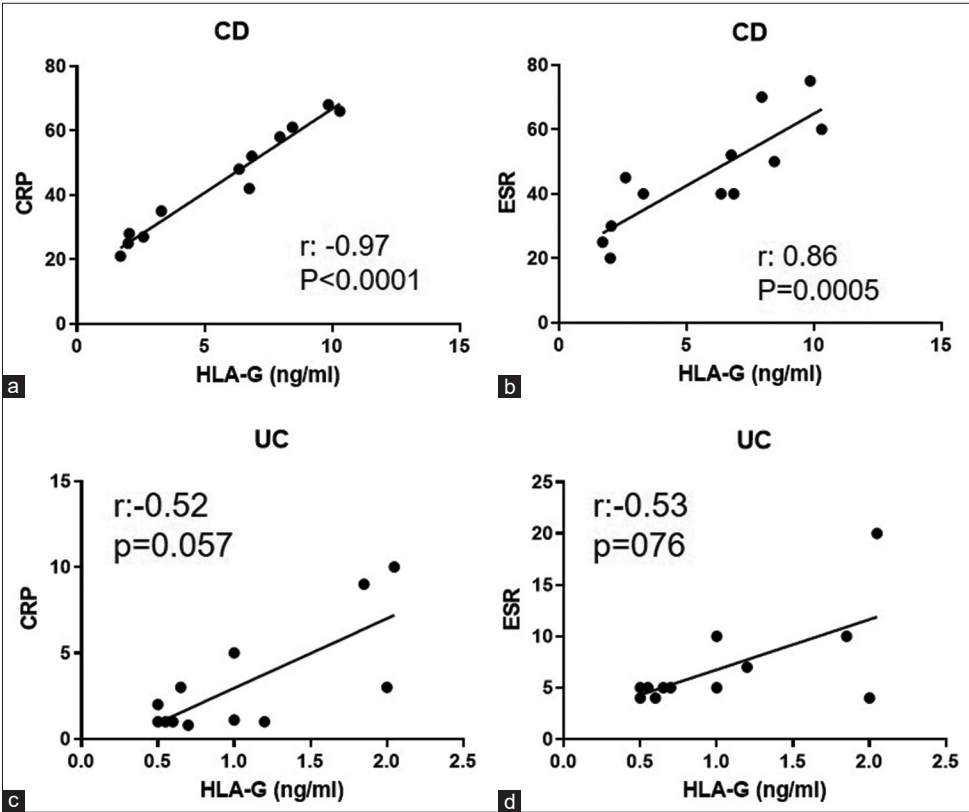 CD
80
60
40
20
0
CRP
r: -0.97
P<0.0001
0 5 10 15
HLA-G (ng/ml)
a
CD
80
60
40
20
0
ESR
r: 0.86
P=0.0005
0 5 10 15
HLA-G (ng/ml)
b
UC
15
10
5
0
CRP
r:-0.52
p=0.057
0.0 0.5 1.0 1.5 2.0 2.5
HLA-G (ng/ml)
c
UC
25
20
15
10
5
0
ESR
r:-0.53
p=076
0.0 0.5 1.0 1.5 2.0 2.5
HLA-G (ng/ml)
d